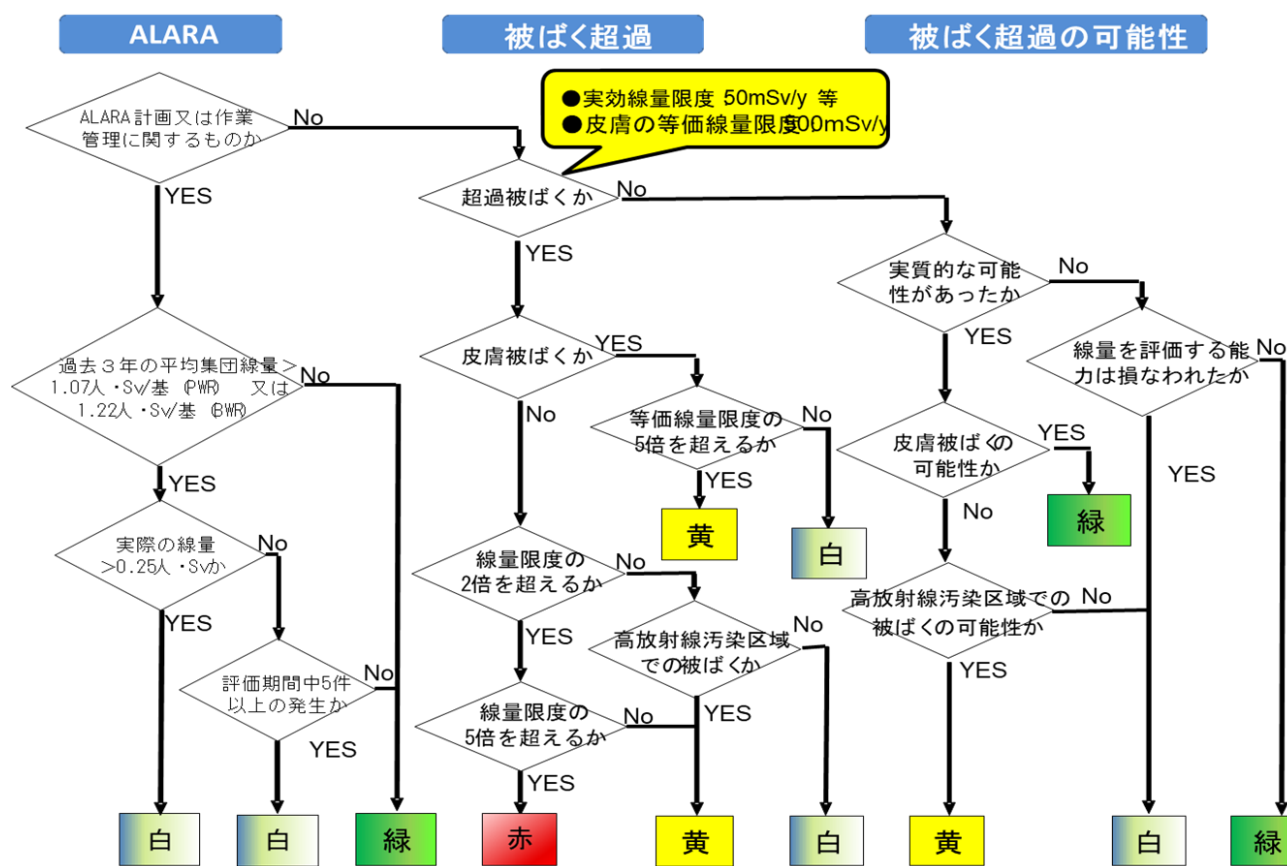 ALARA
被ばく超過
被ばく超過の可能性
●実効線量限度:50mSv/y 等
●皮膚の等価線量限度:500mSv/y
ALARA計画又は作業
管理に関するものか
No
YES
超過被ばくか
No
YES
実質的な可能
性があったか
No
YES
過去3年の平均集団線量>
1.07人・Sv/基 (PWR) 又は
1.22人・Sv/基 (BWR)
No
YES
皮膚被ばくか
YES
No
線量を評価する能
力は損なわれたか
No
YES
等価線量限度の
5倍を超えるか
No
YES
皮膚被ばくの
可能性か
YES
No
黄
白
緑
実際の線量
>0.25人・Svか
No
YES
線量限度の
2倍を超えるか
No
YES
高放射線汚染区域での
被ばくの可能性か
No
YES
高放射線汚染区域
での被ばくか
No
YES
評価期間中5件
以上の発生か
No
YES
線量限度の
5倍を超えるか
No
YES
白
白
緑
赤
黄
白
黄
白
緑